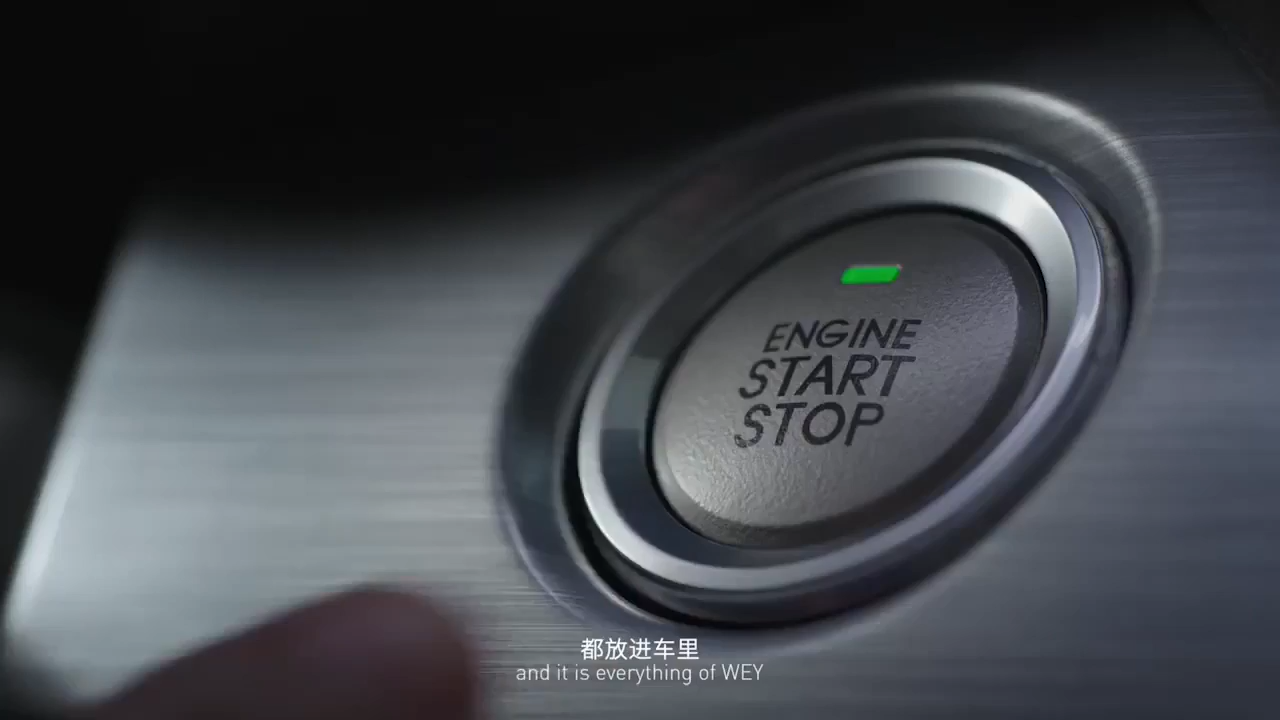 ENGINE
START
STOP
都放进车里
and it is everything of WEY